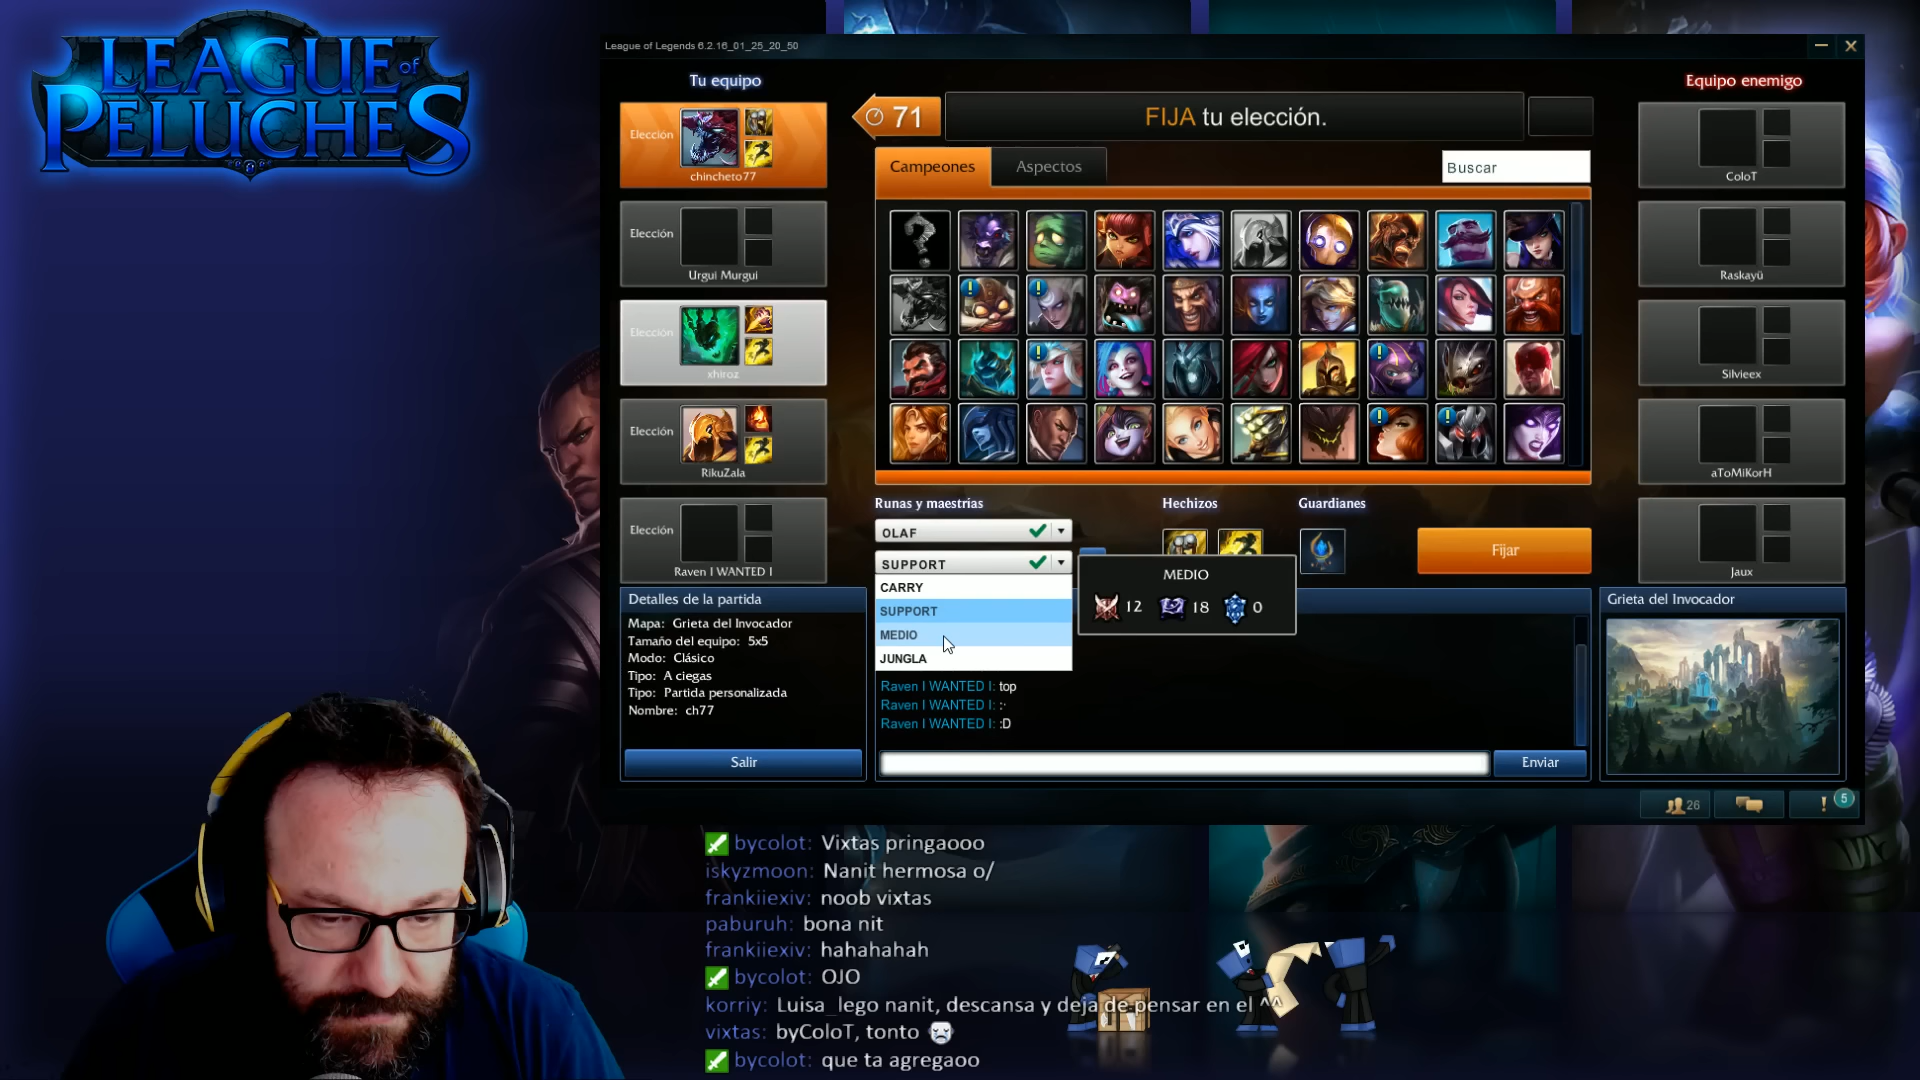 LEAGUE of
PELUCHES
League of Legends 6.2.16_01_25_20_50
Tu equipo
Elección
chincheto77
Elección
Urgui Murgui
Elección
xhiroz
Elección
RikuZala
Elección
Raven I WANTED I
71
FIJA tu elección.
Campeones
Aspectos
Buscar
Equipo enemigo
ColoT
Raskayü
Silvieex
aToMiKorH
Jaux
Runas y maestrías
Hechizos
Guardianes
OLAF
SUPPORT
CARRY
SUPPORT
MEDIO
JUNGLA
MEDIO
12 18 0
Fijar
Raven I WANTED I: top
Raven I WANTED I: :·
Raven I WANTED I: :D
Enviar
Detalles de la partida
Mapa: Grieta del Invocador
Tamaño del equipo: 5x5
Modo: Clásico
Tipo: A ciegas
Tipo: Partida personalizada
Nombre: ch77
Salir
Grieta del Invocador
26
5
bycolot: Vixtas pringaooo
iskyzmoon: Nanit hermosa o/
frankiiexiv: noob vixtas
paburuh: bona nit
frankiiexiv: hahahahah
bycolot: OJO
korriy: Luisa_lego nanit, descansa y deja de pensar en el ^^
vixtas: byColoT, tonto
bycolot: que ta agregaoo